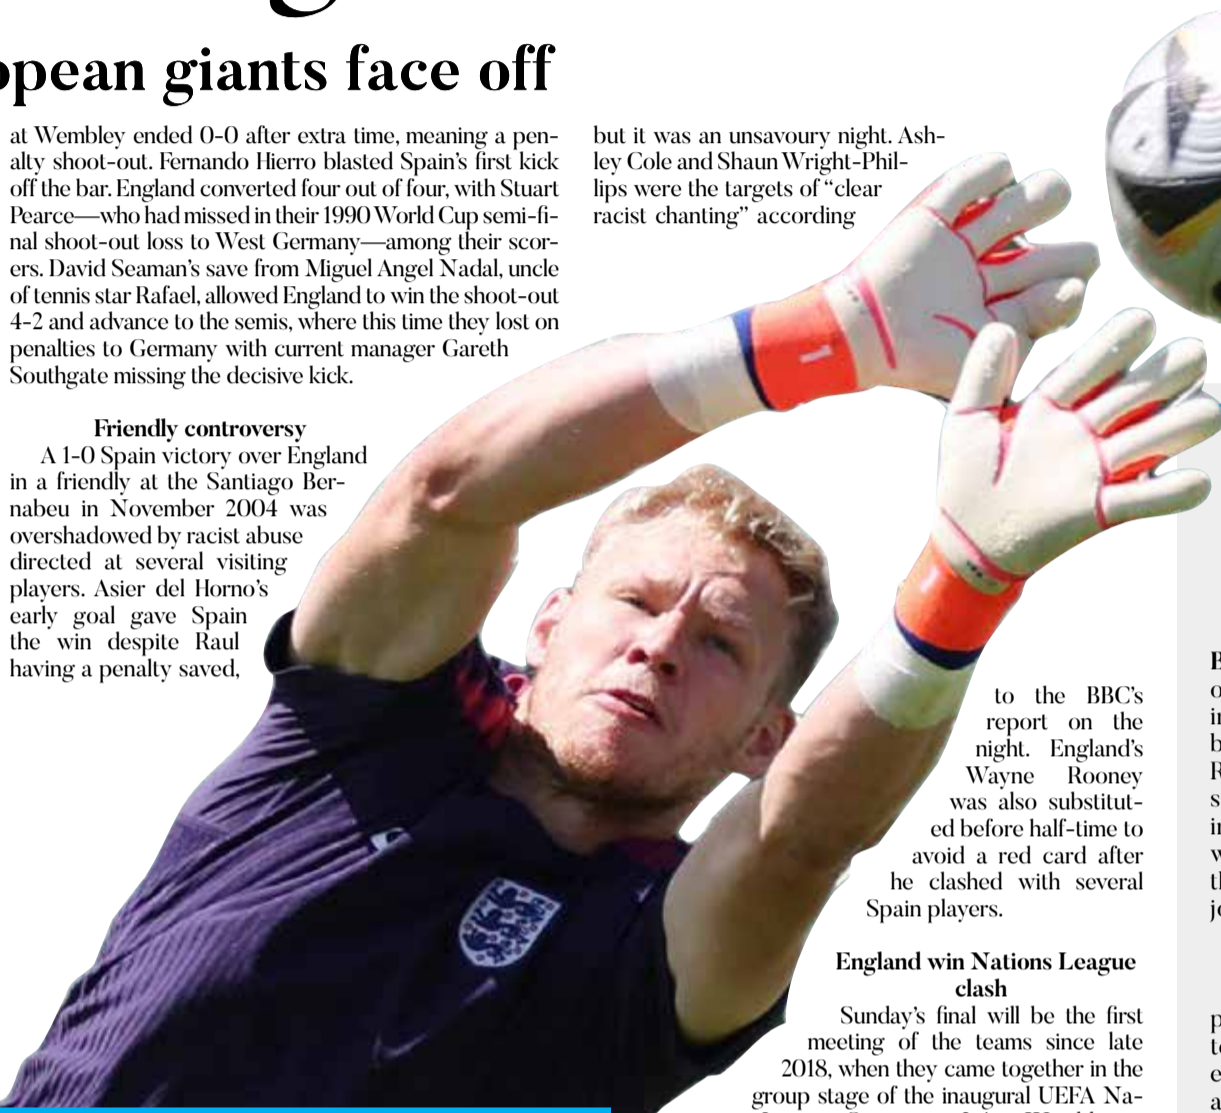 opean giants face off
at Wembley ended 0-0 after extra time, meaning a pen-
alty shoot-out. Fernando Hierro blasted Spain's first kick
off the bar. England converted four out of four, with Stuart
Pearce—who had missed in their 1990 World Cup semi-fi-
nal shoot-out loss to West Germany—among their scor-
ers. David Seaman's save from Miguel Angel Nadal, uncle
of tennis star Rafael, allowed England to win the shoot-out
4-2 and advance to the semis, where this time they lost on
penalties to Germany with current manager Gareth
Southgate missing the decisive kick.
Friendly controversy
A 1-0 Spain victory over England
in a friendly at the Santiago Ber-
nabeu in November 2004 was
overshadowed by racist abuse
directed at several visiting
players. Asier del Horno's
early goal gave Spain
the win despite Raul
having a penalty saved,
but it was an unsavoury night. Ash-
ley Cole and Shaun Wright-Phil-
lips were the targets of “clear
racist chanting” according
to the BBC's
report on the
night. England's
Wayne Rooney
was also substitut-
ed before half-time to
avoid a red card after
he clashed with several
Spain players.
England win Nations League
clash
Sunday's final will be the first
meeting of the teams since late
2018, when they came together in the
group stage of the inaugural UEFA Na-
1
1